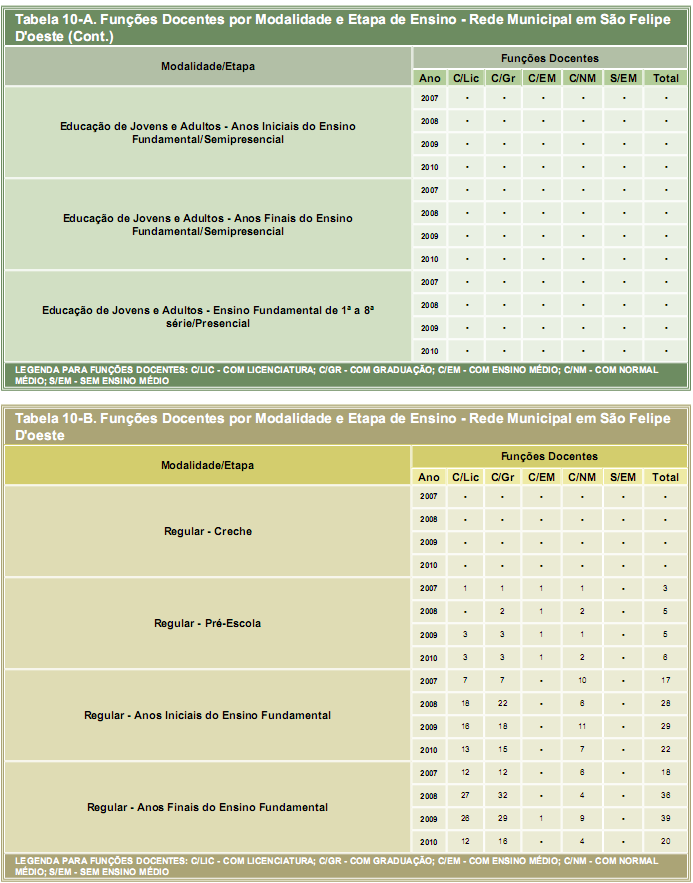 Tabela 10-A. Funções Docentes por Modalidade e Etapa de Ensino - Rede Municipal em São Felipe
D'oeste (Cont.)
Modalidade/Etapa Funções Docentes
Ano C/Lic C/Gr C/EM C/NM S/EM Total
Educação de Jovens e Adultos - Anos Iniciais do Ensino
Fundamental/Semipresencial
2007 • • • • • •
2008 • • • • • •
2009 • • • • • •
2010 • • • • • •
Educação de Jovens e Adultos - Anos Finais do Ensino
Fundamental/Semipresencial
2007 • • • • • •
2008 • • • • • •
2009 • • • • • •
2010 • • • • • •
Educação de Jovens e Adultos - Ensino Fundamental de 1ª a 8ª
série/Presencial
2007 • • • • • •
2008 • • • • • •
2009 • • • • • •
2010 • • • • • •
LEGENDA PARA FUNÇÕES DOCENTES: C/LIC - COM LICENCIATURA; C/GR - COM GRADUAÇÃO; C/EM - COM ENSINO MÉDIO; C/NM - COM NORMAL
MÉDIO; S/EM - SEM ENSINO MÉDIO
Tabela 10-B. Funções Docentes por Modalidade e Etapa de Ensino - Rede Municipal em São Felipe
D'oeste
Modalidade/Etapa Funções Docentes
Ano C/Lic C/Gr C/EM C/NM S/EM Total
Regular - Creche
2007 • • • • • •
2008 • • • • • •
2009 • • • • • •
2010 • • • • • •
Regular - Pré-Escola
2007 1 1 1 1 • 3
2008 • 2 1 2 • 5
2009 3 3 1 1 • 5
2010 3 3 1 2 • 6
Regular - Anos Iniciais do Ensino Fundamental
2007 7 7 • 10 • 17
2008 18 22 • 6 • 28
2009 16 18 • 11 • 29
2010 13 15 • 7 • 22
Regular - Anos Finais do Ensino Fundamental
2007 12 12 • 6 • 18
2008 27 32 • 4 • 36
2009 26 29 1 9 • 39
2010 12 16 • 4 • 20
LEGENDA PARA FUNÇÕES DOCENTES: C/LIC - COM LICENCIATURA; C/GR - COM GRADUAÇÃO; C/EM - COM ENSINO MÉDIO; C/NM - COM NORMAL
MÉDIO; S/EM - SEM ENSINO MÉDIO